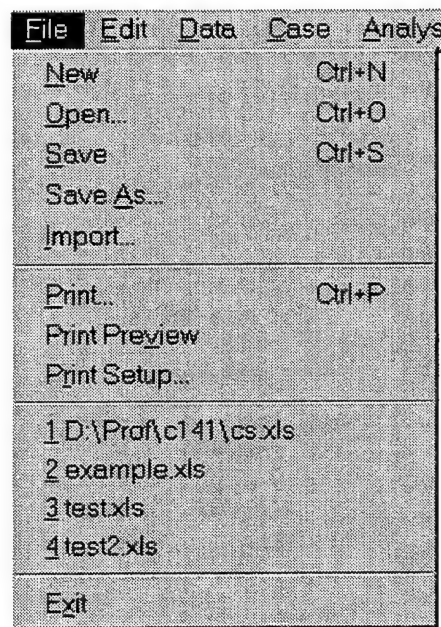 File Edit Data Case Analys
New Ctrl+N
Open... Ctrl+O
Save Ctrl+S
Save As...
Import...
Print... Ctrl+P
Print Preview
Print Setup...
1 D:\Prof\c141\cs.xls
2 example.xls
3 test.xls
4 test2.xls
Exit